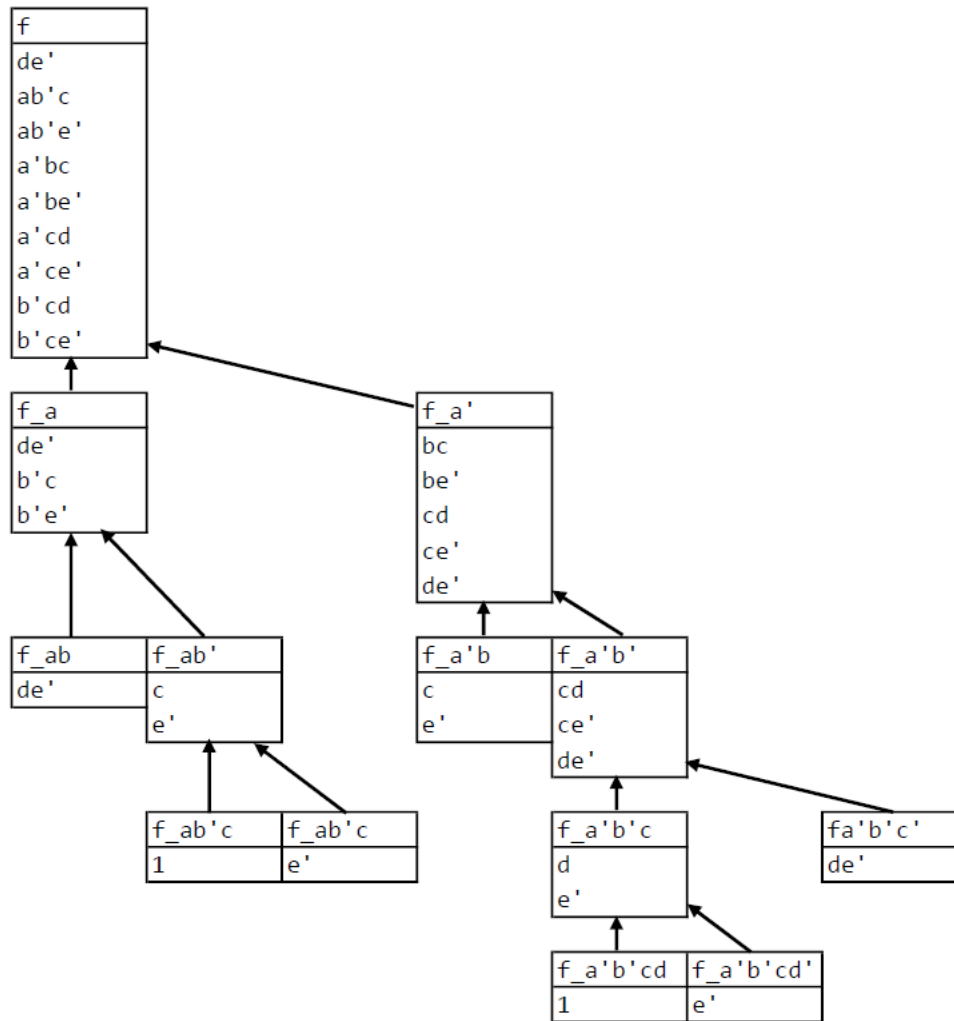 f
de'
ab'c
ab'e'
a'bc
a'be'
a'cd
a'ce'
b'cd
b'ce'
f_a
de'
b'c
b'e'
f_a'
bc
be'
cd
ce'
de'
f_ab
de'
f_ab'
c
e'
f_a'b
c
e'
f_a'b'
cd
ce'
de'
f_ab'c
1
f_ab'c
e'
f_a'b'c
d
e'
fa'b'c'
de'
f_a'b'cd
1
f_a'b'cd'
e'